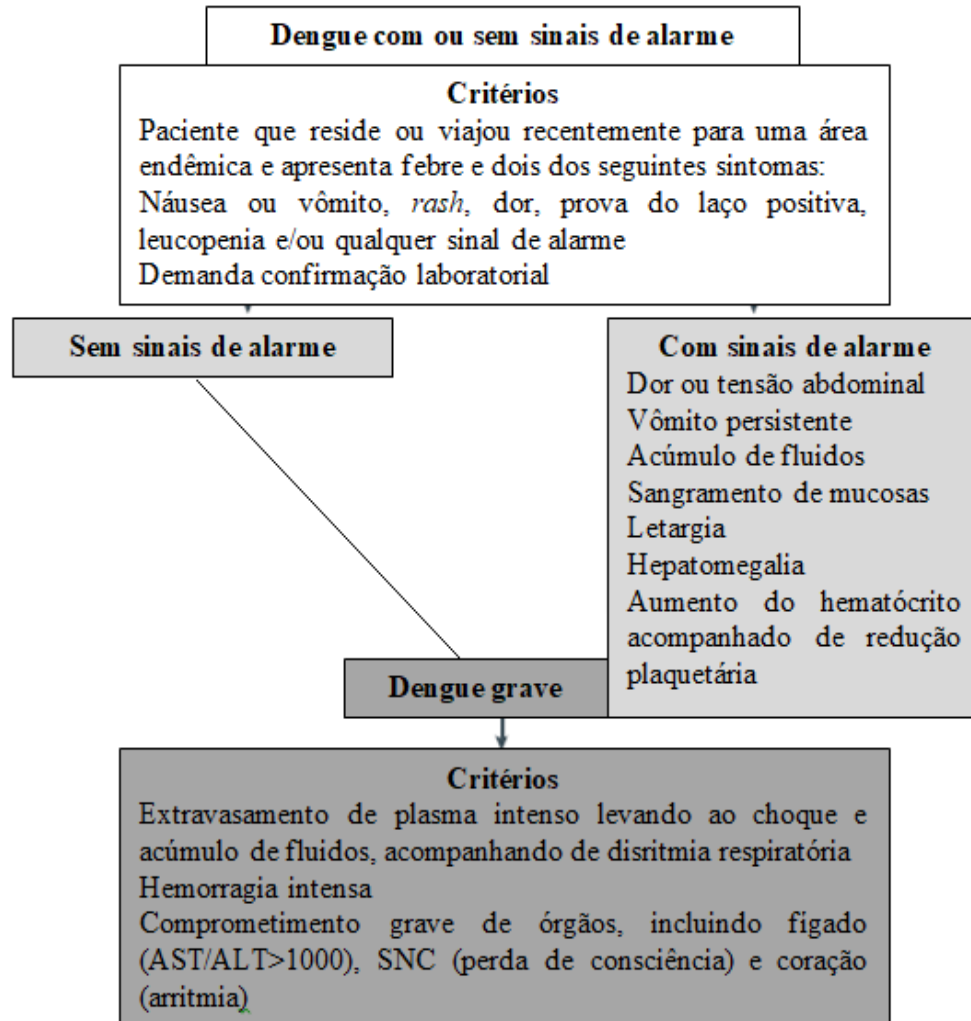 Dengue com ou sem sinais de alarme
Critérios
Paciente que reside ou viajou recentemente para uma área
endêmica e apresenta febre e dois dos seguintes sintomas:
Náusea ou vômito, rash, dor, prova do laço positiva,
leucopenia e/ou qualquer sinal de alarme
Demanda confirmação laboratorial
Sem sinais de alarme
Com sinais de alarme
Dor ou tensão abdominal
Vômito persistente
Acúmulo de fluidos
Sangramento de mucosas
Letargia
Hepatomegalia
Aumento do hematócrito
acompanhado de redução
plaquetária
Dengue grave
Critérios
Extravasamento de plasma intenso levando ao choque e
acúmulo de fluidos, acompanhando de disritmia respiratória
Hemorragia intensa
Comprometimento grave de órgãos, incluindo fígado
(AST/ALT>1000), SNC (perda de consciência) e coração
(arritmia)